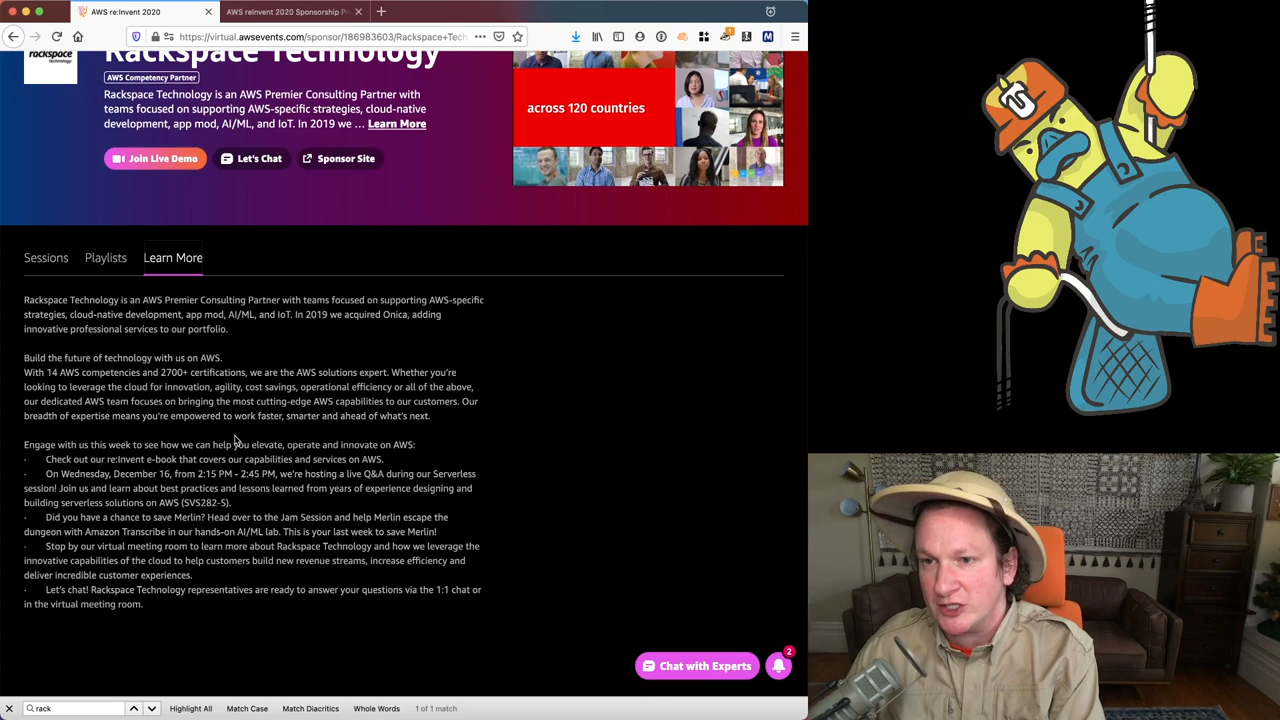 AWS re:Invent 2020
AWS reInvent 2020 Sponsorship Pr
https://virtual.awsevents.com/sponsor/186983603/Rackspace+Tech
rackspace
technology
Rackspace Technology
AWS Competency Partner
Rackspace Technology is an AWS Premier Consulting Partner with
teams focused on supporting AWS-specific strategies, cloud-native
development, app mod, AI/ML, and IoT. In 2019 we ... Learn More
Join Live Demo
Let's Chat
Sponsor Site
across 120 countries
Sessions
Playlists
Learn More
Rackspace Technology is an AWS Premier Consulting Partner with teams focused on supporting AWS-specific
strategies, cloud-native development, app mod, AI/ML, and IoT. In 2019 we acquired Onica, adding
innovative professional services to our portfolio.
Build the future of technology with us on AWS.
With 14 AWS competencies and 2700+ certifications, we are the AWS solutions expert. Whether you're
looking to leverage the cloud for innovation, agility, cost savings, operational efficiency or all of the above,
our dedicated AWS team focuses on bringing the most cutting-edge AWS capabilities to our customers. Our
breadth of expertise means you're empowered to work faster, smarter and ahead of what's next.
Engage with us this week to see how we can help you elevate, operate and innovate on AWS:
· Check out our re:Invent e-book that covers our capabilities and services on AWS.
· On Wednesday, December 16, from 2:15 PM - 2:45 PM, we're hosting a live Q&A during our Serverless
session! Join us and learn about best practices and lessons learned from years of experience designing and
building serverless solutions on AWS (SVS282-S).
· Did you have a chance to save Merlin? Head over to the Jam Session and help Merlin escape the
dungeon with Amazon Transcribe in our hands-on AI/ML lab. This is your last week to save Merlin!
· Stop by our virtual meeting room to learn more about Rackspace Technology and how we leverage the
innovative capabilities of the cloud to help customers build new revenue streams, increase efficiency and
deliver incredible customer experiences.
· Let's chat! Rackspace Technology representatives are ready to answer your questions via the 1:1 chat or
in the virtual meeting room.
Chat with Experts
2
rack
Highlight All
Match Case
Match Diacritics
Whole Words
1 of 1 match